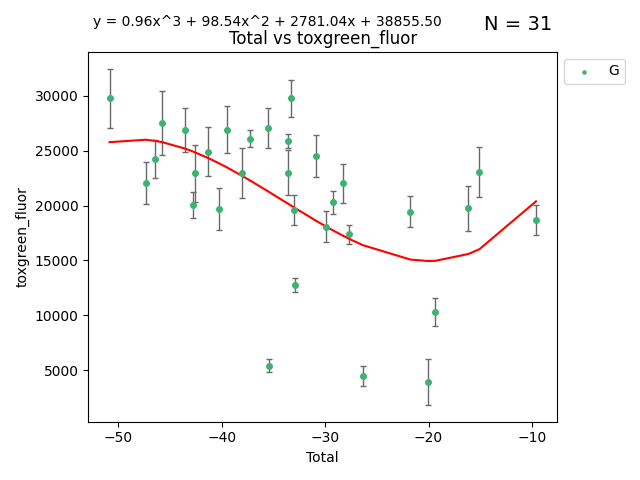 y = 0.96x^3 + 98.54x^2 + 2781.04x + 38855.50
N = 31
Total vs toxgreen_fluor
G
30000
25000
20000
15000
10000
5000
toxgreen_fluor
−50
−40
−30
−20
−10
Total